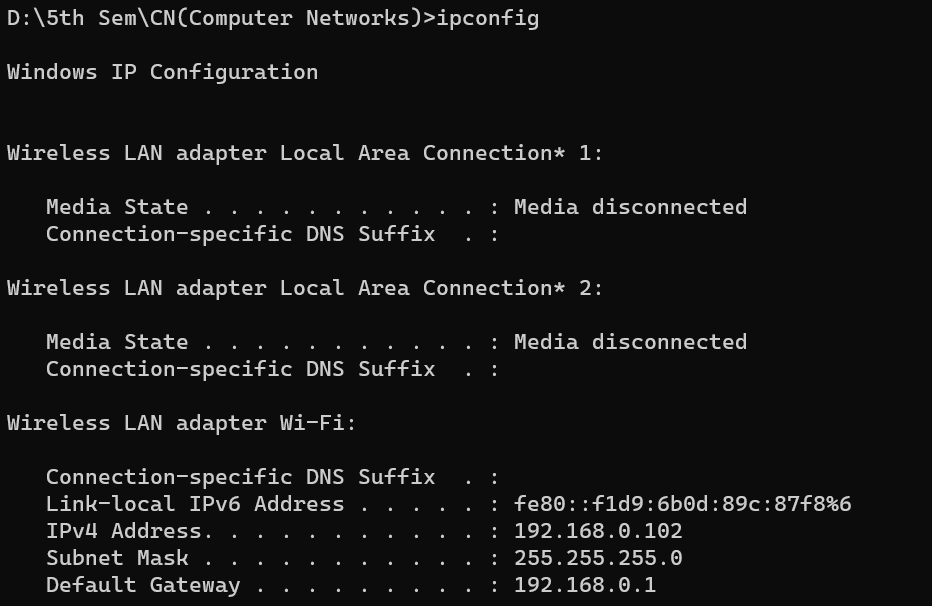 D:\5th Sem\CN(Computer Networks)>ipconfig
Windows IP Configuration
Wireless LAN adapter Local Area Connection* 1:
Media State . . . . . . . . . . . : Media disconnected
Connection-specific DNS Suffix  . :
Wireless LAN adapter Local Area Connection* 2:
Media State . . . . . . . . . . . : Media disconnected
Connection-specific DNS Suffix  . :
Wireless LAN adapter Wi-Fi:
Connection-specific DNS Suffix  . :
Link-local IPv6 Address . . . . . : fe80::f1d9:6b0d:89c:87f8%6
IPv4 Address. . . . . . . . . . . : 192.168.0.102
Subnet Mask . . . . . . . . . . . : 255.255.255.0
Default Gateway . . . . . . . . . : 192.168.0.1